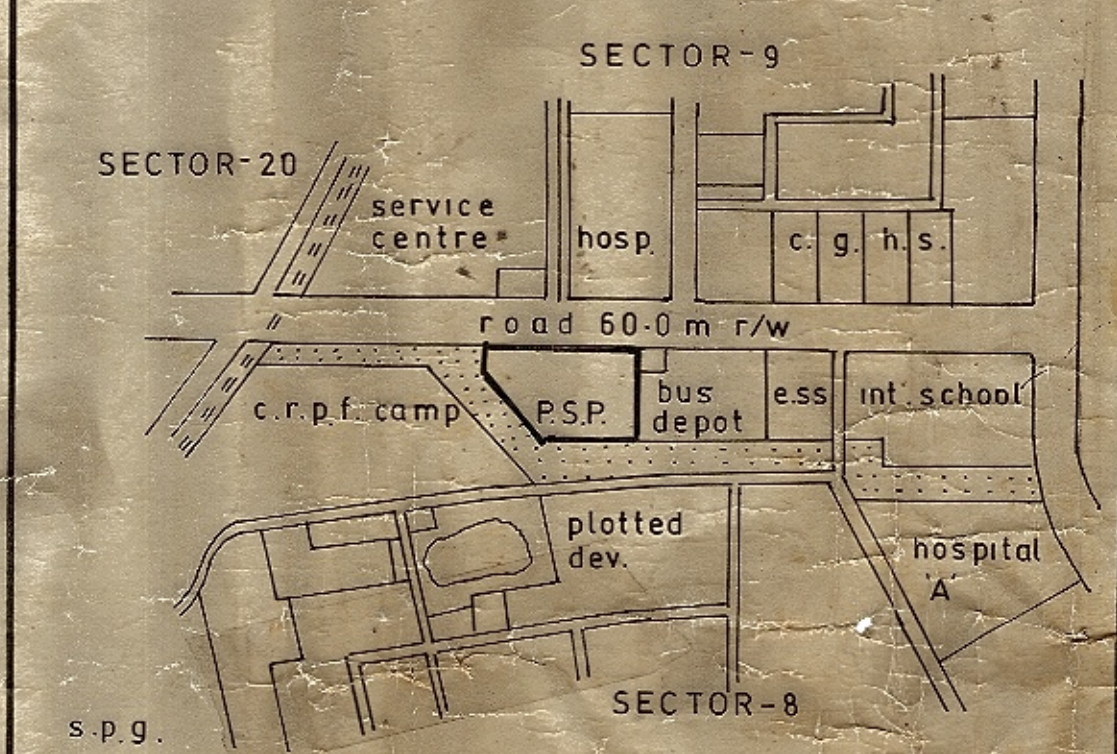 SECTOR-9
SECTOR-20
service
centre
hosp.
c. g. h. s.
road 60.0 m r/w
c.r.p.f. camp
P.S.P.
bus
depot
e.ss
int. school
plotted
dev.
hospital
'A'
SECTOR-8
s.p.g.